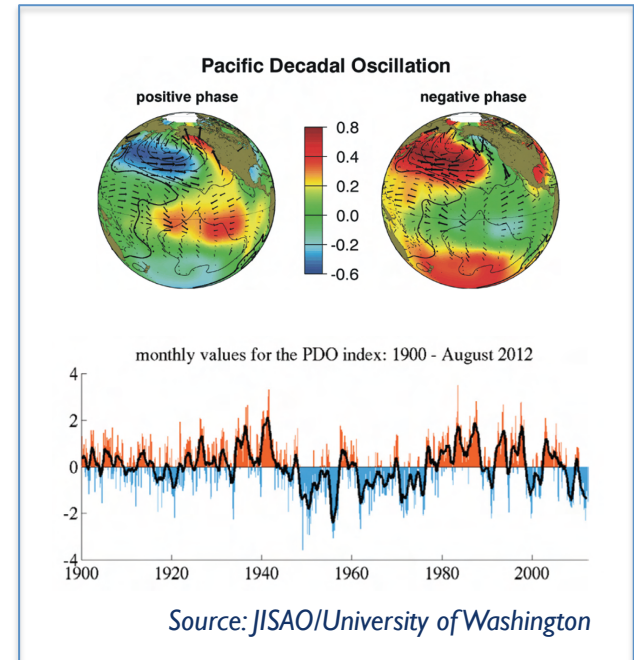 Pacific Decadal Oscillation
positive phase
negative phase
0.8
0.4
0.2
0.0
-0.2
-0.6
monthly values for the PDO index: 1900 - August 2012
4
2
0
-2
-4
1900 1920 1940 1960 1980 2000
Source: JISAO/University of Washington